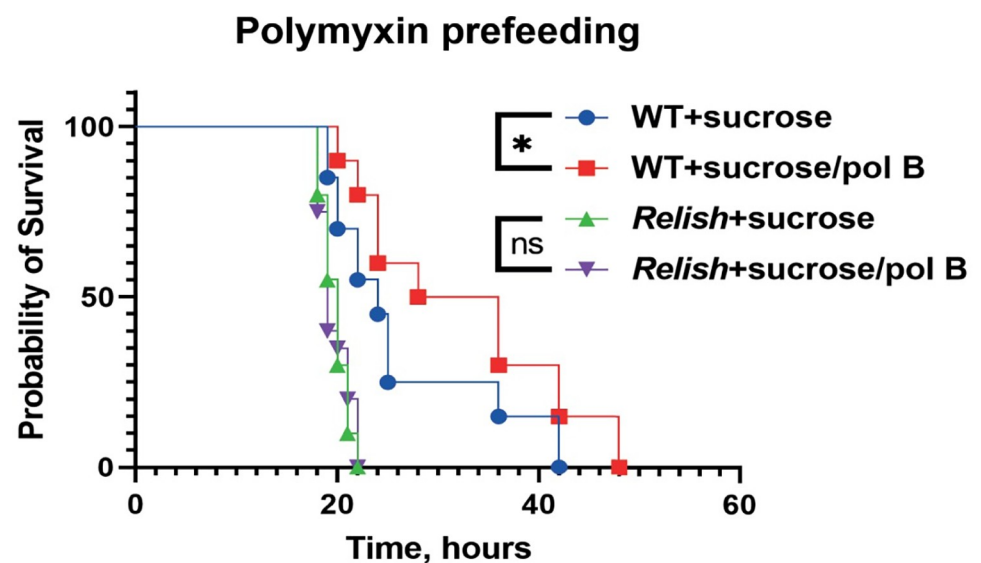 Polymyxin prefeeding
Probability of Survival
100
50
0
0 20 40 60
Time, hours
WT+sucrose
*
WT+sucrose/pol B
Relish+sucrose
ns
Relish+sucrose/pol B